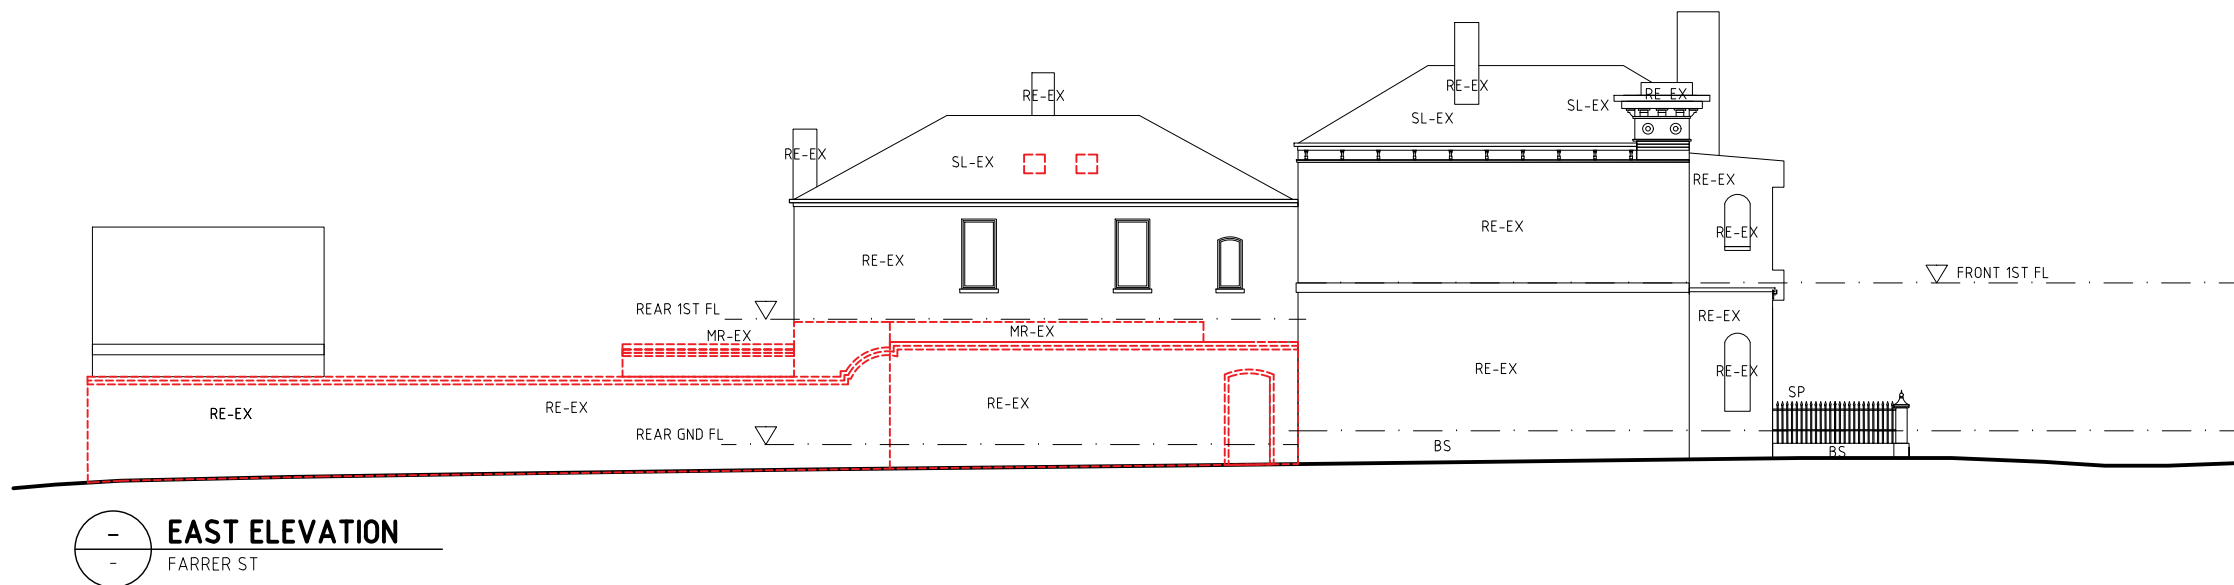 RE-EX
RE-EX
RE-EX
RE-EX
SL-EX
SL-EX
RE-EX
SL-EX
RE-EX
RE-EX
RE-EX
RE-EX
FRONT 1ST FL
REAR 1ST FL
MR-EX
MR-EX
RE-EX
RE-EX
RE-EX
SP
RE-EX
RE-EX
RE-EX
REAR GND FL
BS
BS
- EAST ELEVATION
- FARRER ST